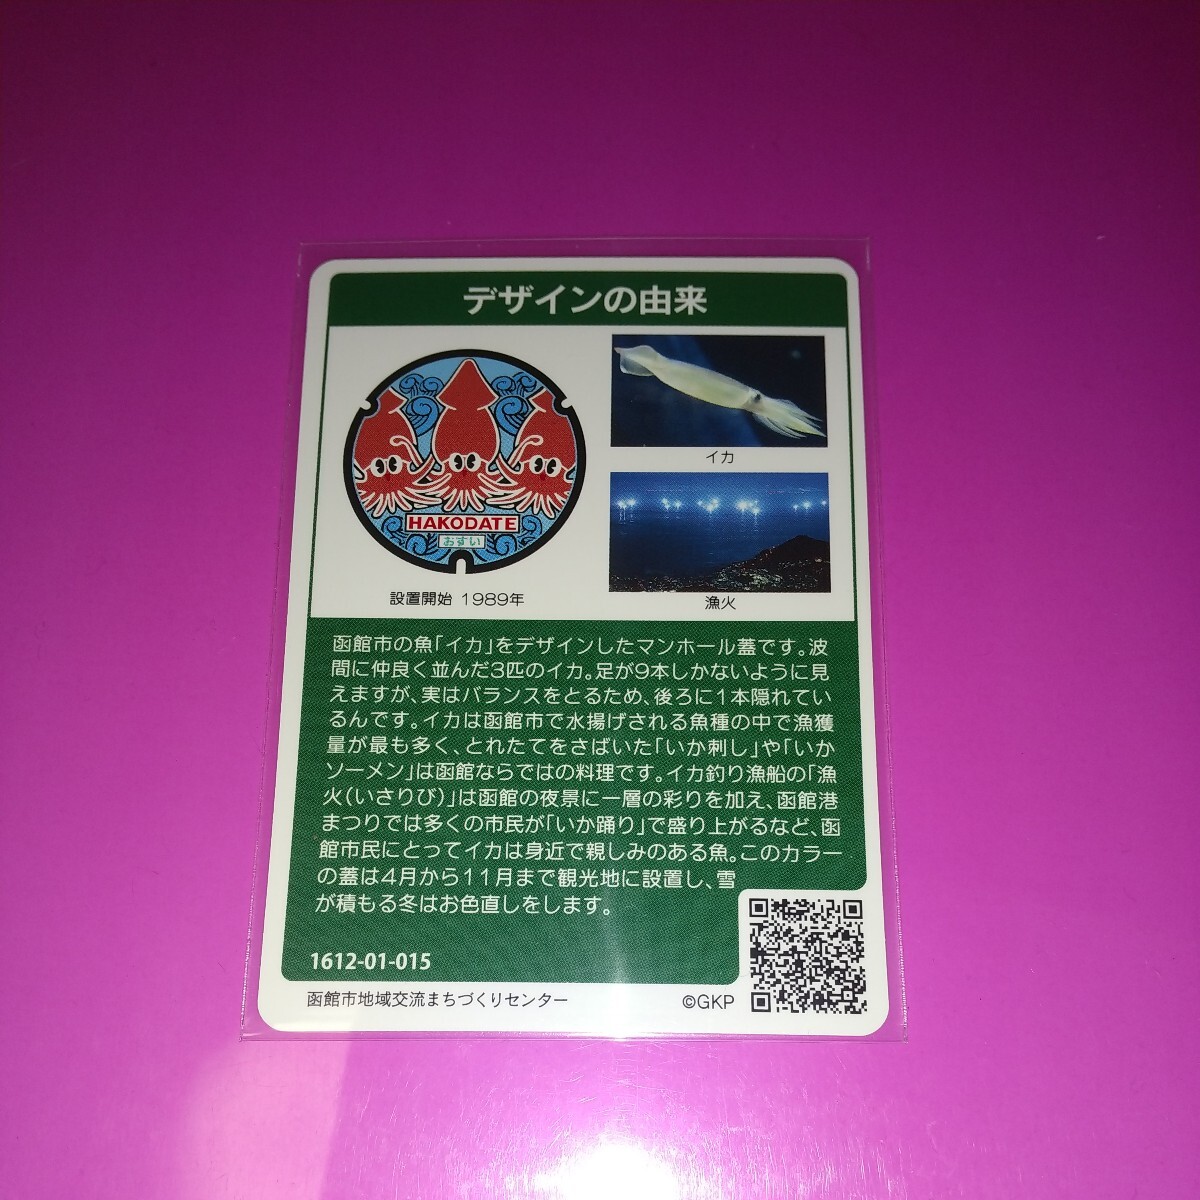 デザインの由来
HAKODATE
おすい
設置開始 1989年
イカ
漁火
函館市の魚「イカ」をデザインしたマンホール蓋です。波
間に仲良く並んだ3匹のイカ。足が9本しかないように見
えますが、実はバランスをとるため、後ろに1本隠れてい
るんです。イカは函館市で水揚げされる魚種の中で漁獲
量が最も多く、とれたてをさばいた「いか刺し」や「いか
ソーメン」は函館ならではの料理です。イカ釣り漁船の「漁
火(いさりび)」は函館の夜景に一層の彩りを加え、函館港
まつりでは多くの市民が「いか踊り」で盛り上がるなど、函
館市民にとってイカは身近で親しみのある魚。このカラー
の蓋は4月から11月まで観光地に設置し、雪
が積もる冬はお色直しをします。
1612-01-015
函館市地域交流まちづくりセンター
©GKP